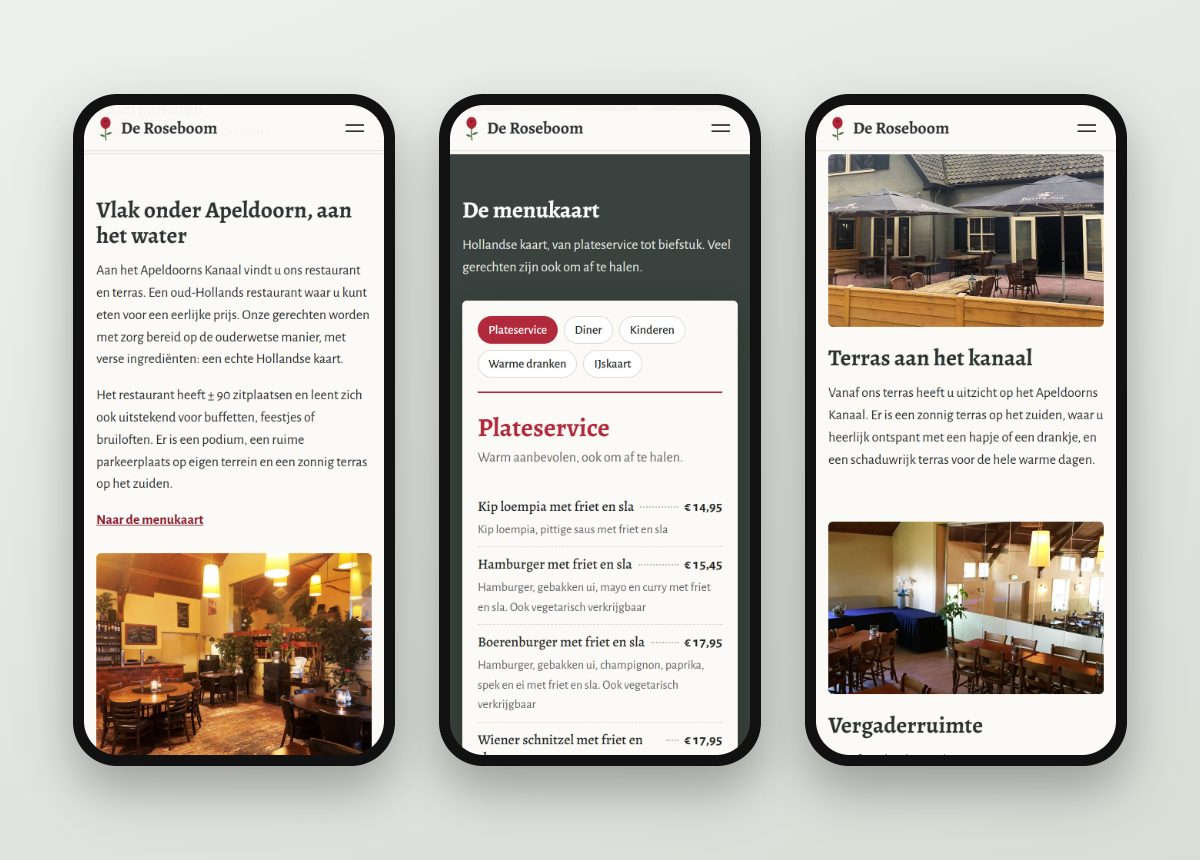 De Roseboom
Vlak onder Apeldoorn, aan
het water
Aan het Apeldoorns Kanaal vindt u ons restaurant
en terras. Een oud-Hollands restaurant waar u kunt
eten voor een eerlijke prijs. Onze gerechten worden
met zorg bereid op de ouderwetse manier, met
verse ingrediënten: een echte Hollandse kaart.
Het restaurant heeft ± 90 zitplaatsen en leent zich
ook uitstekend voor buffetten, feestjes of
bruiloften. Er is een podium, een ruime
parkeerplaats op eigen terrein en een zonnig terras
op het zuiden.
Naar de menukaart
De Roseboom
De menukaart
Hollandse kaart, van plateservice tot biefstuk. Veel
gerechten zijn ook om af te halen.
Plateservice
Diner
Kinderen
Warme dranken
IJskaart
Plateservice
Warm aanbevolen, ook om af te halen.
Kip loempia met friet en sla € 14,95
Kip loempia, pittige saus met friet en sla
Hamburger met friet en sla € 15,45
Hamburger, gebakken ui, mayo en curry met friet
en sla. Ook vegetarisch verkrijgbaar
Boerenburger met friet en sla € 17,95
Hamburger, gebakken ui, champignon, paprika,
spek en ei met friet en sla. Ook vegetarisch
verkrijgbaar
Wiener schnitzel met friet en € 17,95
De Roseboom
Terras aan het kanaal
Vanaf ons terras heeft u uitzicht op het Apeldoorns
Kanaal. Er is een zonnig terras op het zuiden, waar u
heerlijk ontspant met een hapje of een drankje, en
een schaduwrijk terras voor de hele warme dagen.
Vergaderruimte